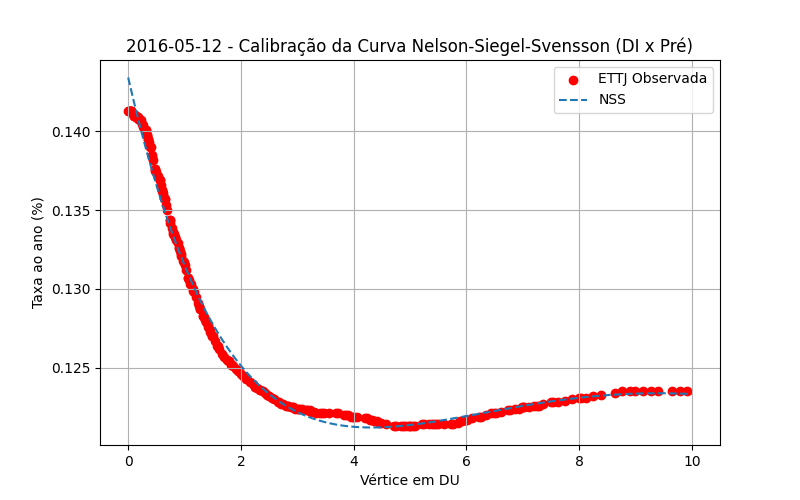 2016-05-12 - Calibração da Curva Nelson-Siegel-Svensson (DI x Pré)
ETTJ Observada
NSS
0.140
0.135
0.130
0.125
Taxa ao ano (%)
0 2 4 6 8 10
Vértice em DU